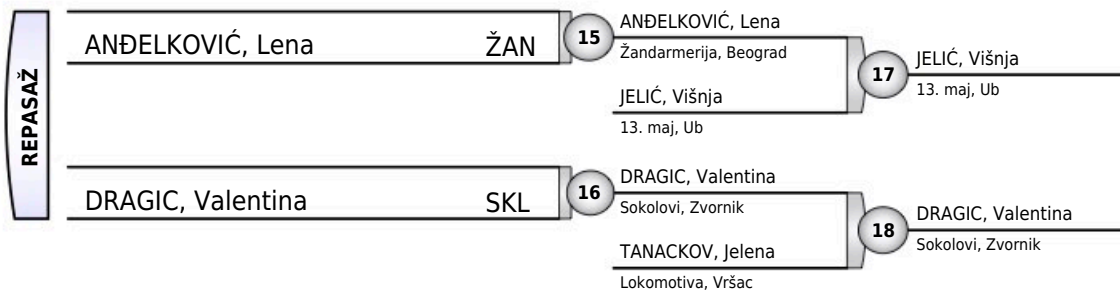 REPASAŽ
ANĐELKOVIĆ, Lena ŽAN
15
ANĐELKOVIĆ, Lena
Žandarmerija, Beograd
JELIĆ, Višnja
13. maj, Ub
17
JELIĆ, Višnja
13. maj, Ub
DRAGIC, Valentina SKL
16
DRAGIC, Valentina
Sokolovi, Zvornik
TANACKOV, Jelena
Lokomotiva, Vršac
18
DRAGIC, Valentina
Sokolovi, Zvornik